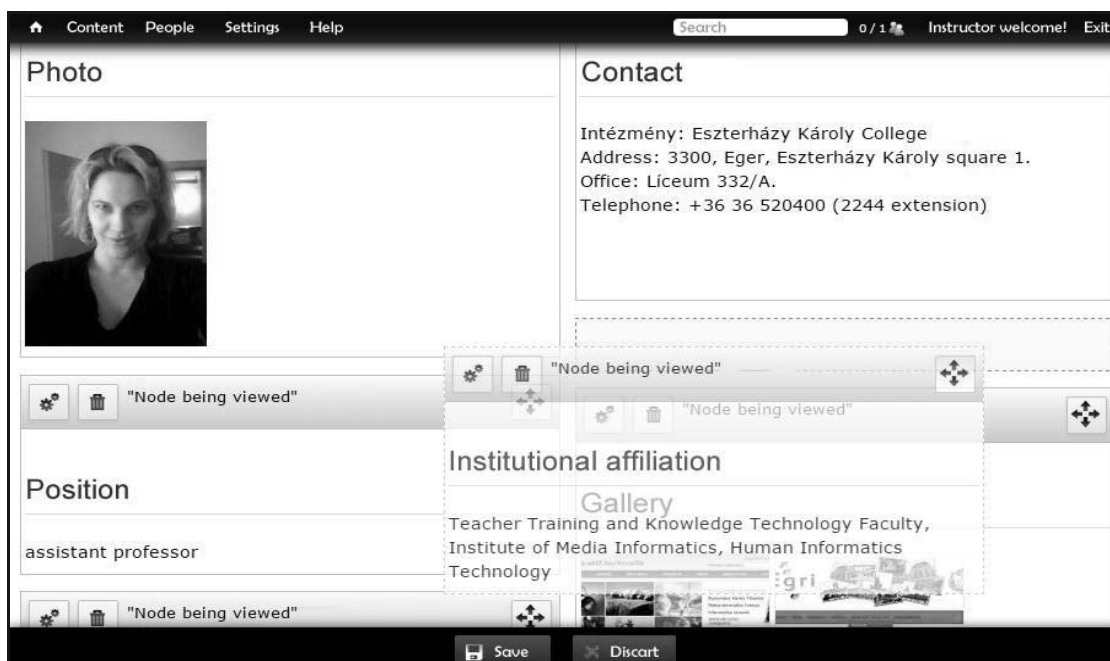 Content People Settings Help Search 0 / 1 Instructor welcome! Exit
Photo
Contact
Intézmény: Eszterházy Károly College
Address: 3300, Eger, Eszterházy Károly square 1.
Office: Líceum 332/A.
Telephone: +36 36 520400 (2244 extension)
"Node being viewed"
"Node being viewed"
"Node being viewed"
Institutional affiliation
Position
Gallery
Teacher Training and Knowledge Technology Faculty,
Institute of Media Informatics, Human Informatics
Technology
assistant professor
egri
"Node being viewed"
Save Discart